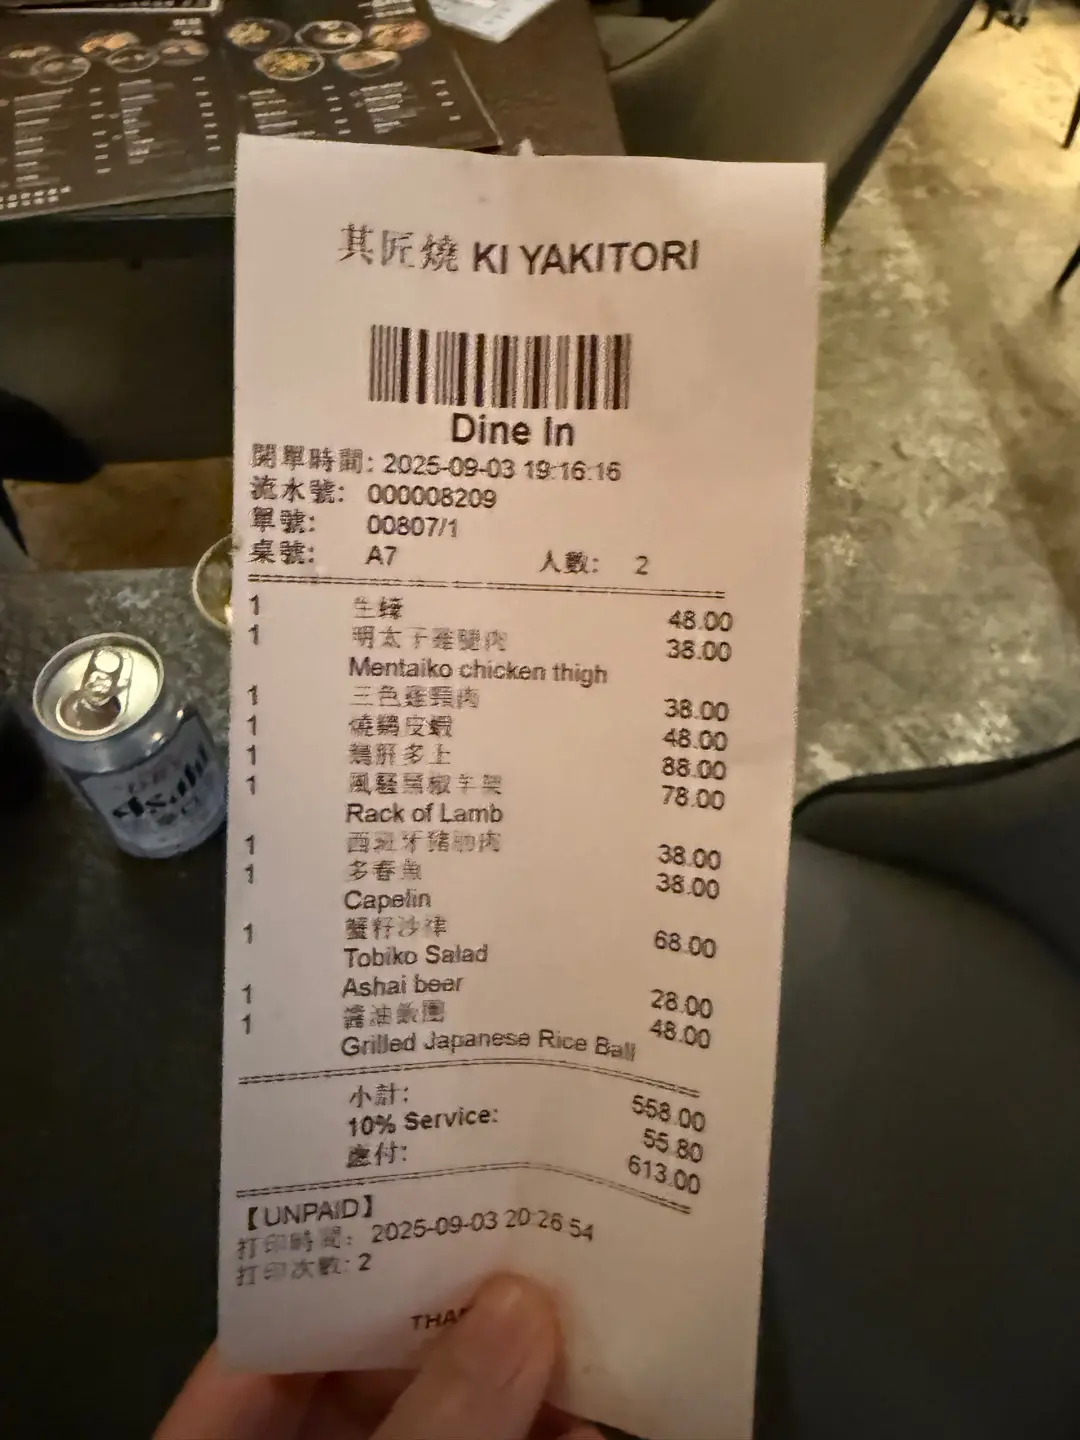 其匠燒 KI YAKITORI
Dine In
開單時間: 2025-09-03 19:16:16
流水號: 000008209
單號: 00807/1
桌號: A7 人數: 2
1 生蠔 48.00
1 明太子雞腿肉 38.00
Mentaiko chicken thigh
1 三色雞頸肉 38.00
1 燒鷄皮蝦 48.00
1 鵝肝多士 88.00
1 風騷黑椒羊架 78.00
Rack of Lamb
1 西班牙豬肋肉 38.00
1 多春魚 38.00
Capelin
1 蟹籽沙律 68.00
Tobiko Salad
1 Ashai beer 28.00
1 醬油飯團 48.00
Grilled Japanese Rice Ball
小計: 558.00
10% Service: 55.80
應付: 613.00
【UNPAID】
打印時間: 2025-09-03 20:26:54
打印次數: 2
Asahi